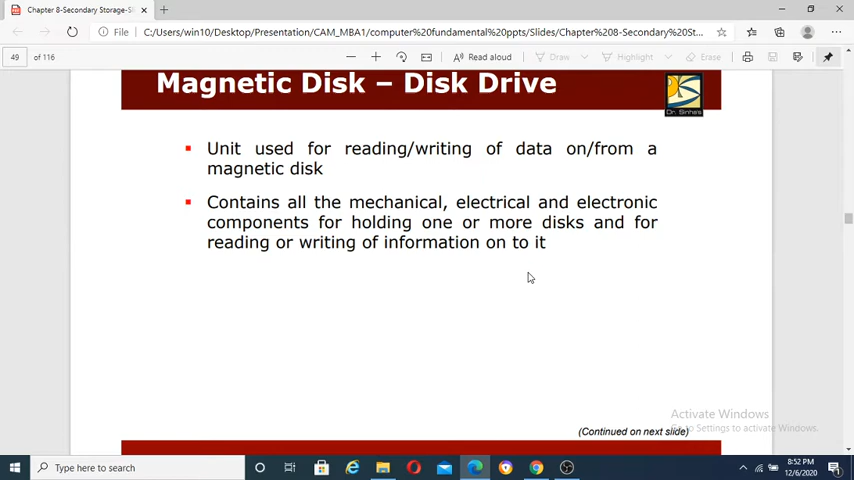 Chapter 8-Secondary Storage-S
File
C:/Users/win10/Desktop/Presentation/CAM_MBA1/computer%20fundamental%20ppts/Slides/Chapter%208-Secondary%20St...
49 of 116
Read aloud
Draw
Highlight
Erase
Magnetic Disk – Disk Drive
Dr. Sinha's
Unit used for reading/writing of data on/from a
magnetic disk
Contains all the mechanical, electrical and electronic
components for holding one or more disks and for
reading or writing of information on to it
Activate Windows
Go to Settings to activate Windows.
(Continued on next slide)
Type here to search
8:52 PM
12/6/2020